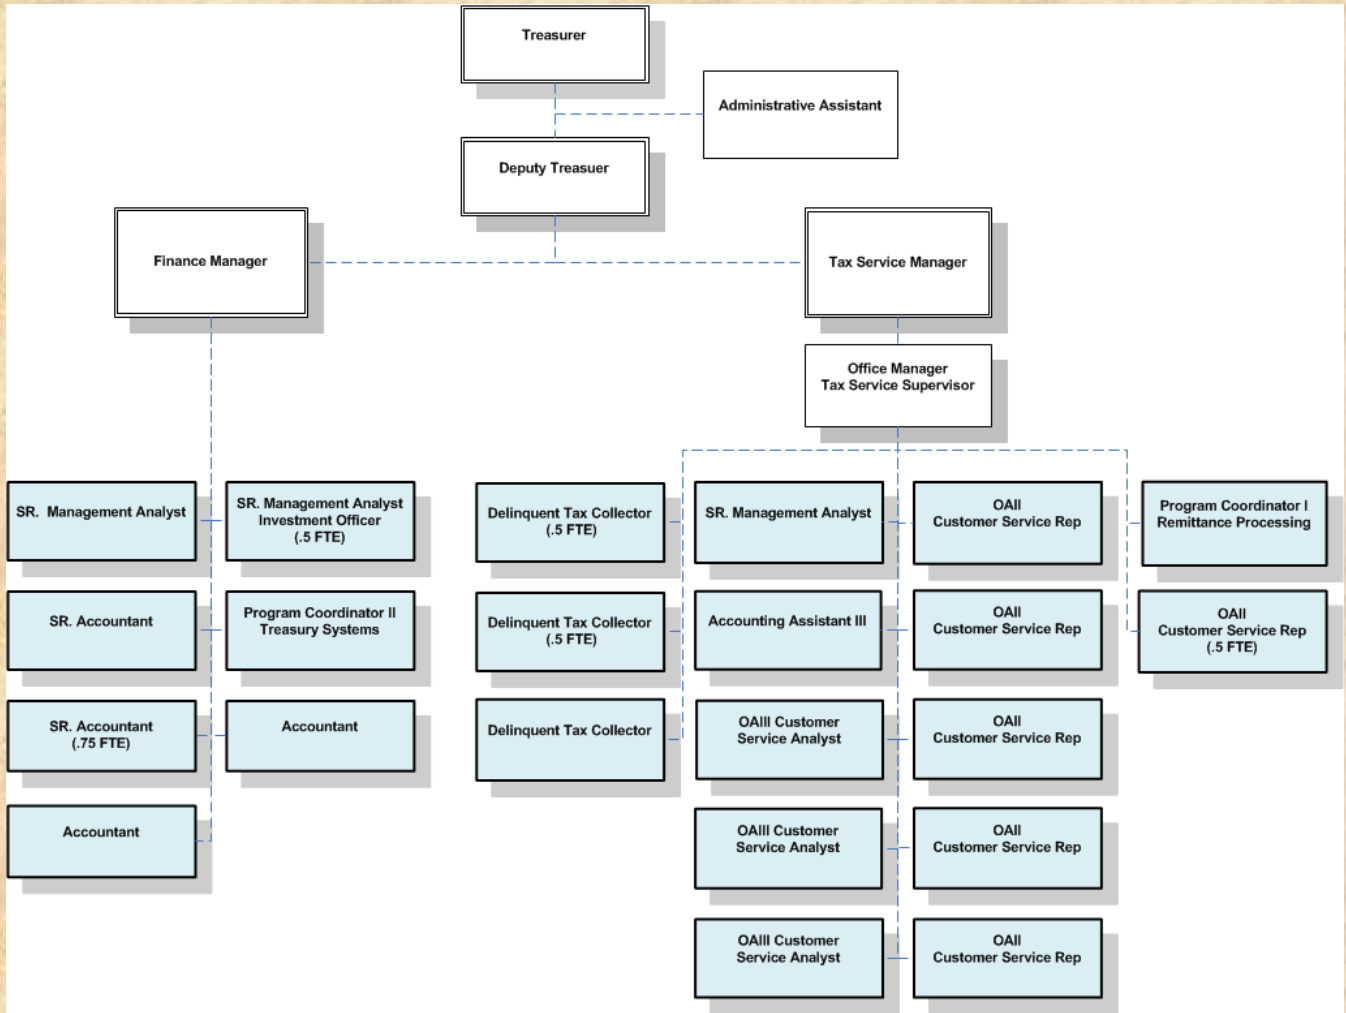 Treasurer
Administrative Assistant
Deputy Treasuer
Finance Manager
Tax Service Manager
Office Manager
Tax Service Supervisor
SR.  Management Analyst
SR. Management Analyst
Investment Officer
(.5 FTE)
SR. Accountant
Program Coordinator II
Treasury Systems
SR. Accountant
(.75 FTE)
Accountant
Accountant
Delinquent Tax Collector
(.5 FTE)
Delinquent Tax Collector
(.5 FTE)
Delinquent Tax Collector
SR. Management Analyst
Accounting Assistant III
OAIII Customer
Service Analyst
OAIII Customer
Service Analyst
OAIII Customer
Service Analyst
OAII
Customer Service Rep
OAII
Customer Service Rep
OAII
Customer Service Rep
OAII
Customer Service Rep
OAII
Customer Service Rep
Program Coordinator I
Remittance Processing
OAII
Customer Service Rep
(.5 FTE)